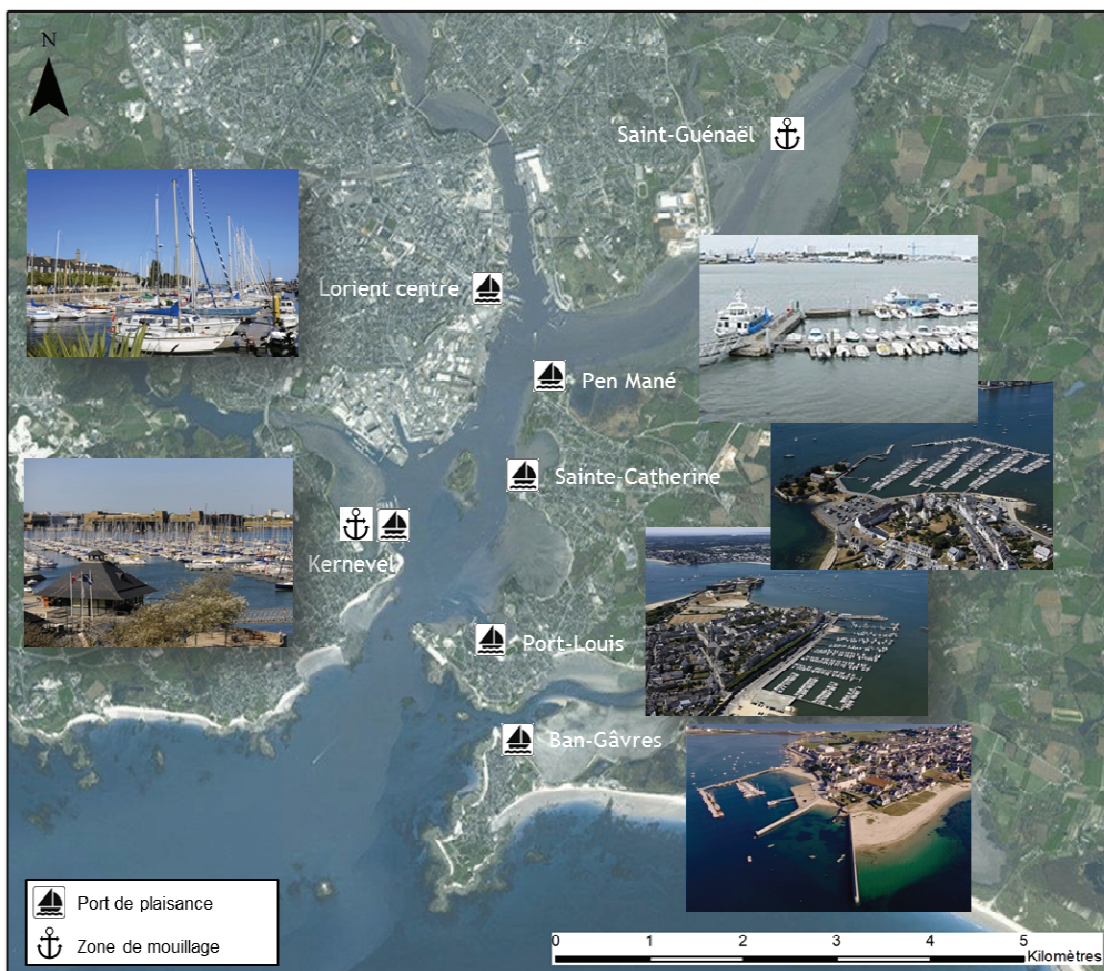 N
Saint-Guénaël
Lorient centre
Pen Mané
Sainte-Catherine
Kernevel
Port-Louis
Ban-Gâvres
Port de plaisance
Zone de mouillage
0 1 2 3 4 5
Kilomètres